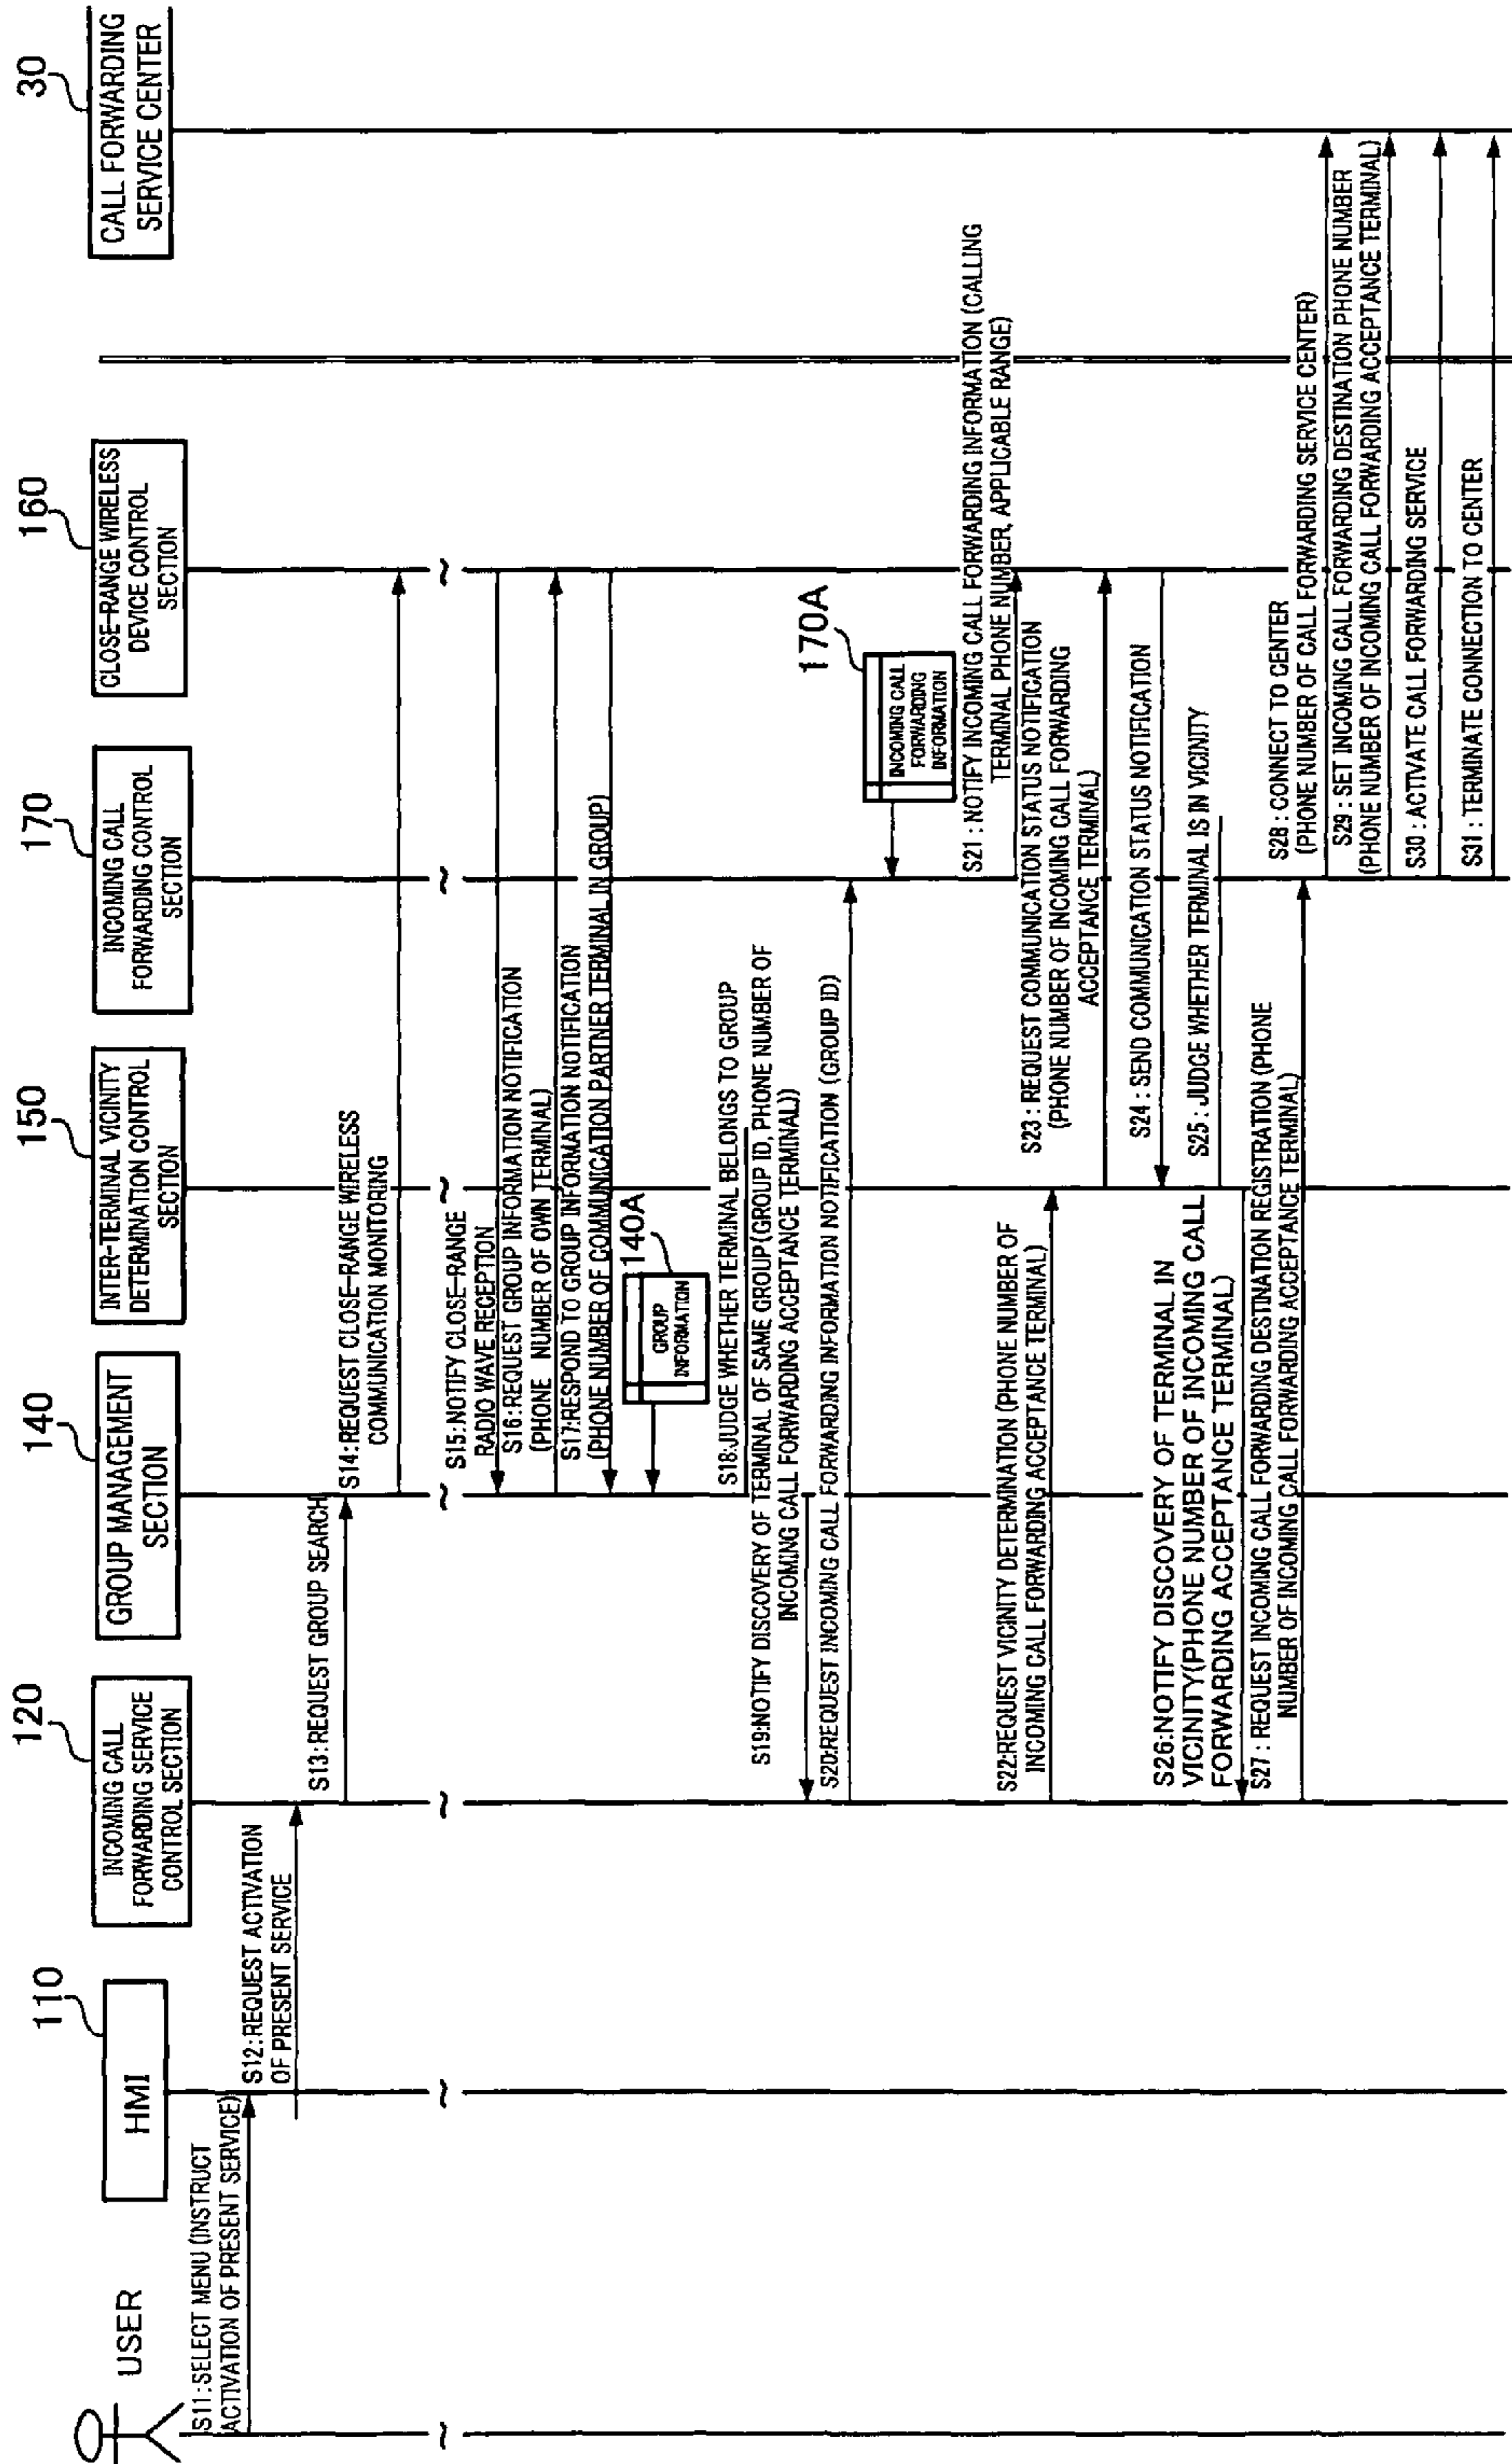 USER
110
HMI
120
INCOMING CALL
FORWARDING SERVICE
CONTROL SECTION
140
GROUP MANAGEMENT
SECTION
150
INTER-TERMINAL VICINITY
DETERMINATION CONTROL
SECTION
170
INCOMING CALL
FORWARDING CONTROL
SECTION
160
CLOSE-RANGE WIRELESS
DEVICE CONTROL
SECTION
30
CALL FORWARDING
SERVICE CENTER
S11:SELECT MENU (INSTRUCT
ACTIVATION OF PRESENT SERVICE)
S12:REQUEST ACTIVATION
OF PRESENT SERVICE
S13:REQUEST GROUP SEARCH
S14:REQUEST CLOSE-RANGE WIRELESS
COMMUNICATION MONITORING
S15:NOTIFY CLOSE-RANGE
RADIO WAVE RECEPTION
S16:REQUEST GROUP INFORMATION NOTIFICATION
(PHONE NUMBER OF OWN TERMINAL)
S17:RESPOND TO GROUP INFORMATION NOTIFICATION
(PHONE NUMBER OF COMMUNICATION PARTNER TERMINAL IN GROUP)
140A
GROUP
INFORMATION
S18:JUDGE WHETHER TERMINAL BELONGS TO GROUP
S19:NOTIFY DISCOVERY OF TERMINAL OF SAME GROUP(GROUP ID, PHONE NUMBER OF
INCOMING CALL FORWARDING ACCEPTANCE TERMINAL))
S20:REQUEST INCOMING CALL FORWARDING INFORMATION NOTIFICATION (GROUP ID)
170A
INCOMING CALL
FORWARDING
INFORMATION
S21 : NOTIFY INCOMING CALL FORWARDING INFORMATION (CALLING
TERMINAL PHONE NUMBER, APPLICABLE RANGE)
S22:REQUEST VICINITY DETERMINATION (PHONE NUMBER OF
INCOMING CALL FORWARDING ACCEPTANCE TERMINAL)
S23 : REQUEST COMMUNICATION STATUS NOTIFICATION
(PHONE NUMBER OF INCOMING CALL FORWARDING
ACCEPTANCE TERMINAL)
S24 : SEND COMMUNICATION STATUS NOTIFICATION
S25 : JUDGE WHETHER TERMINAL IS IN VICINITY
S26:NOTIFY DISCOVERY OF TERMINAL IN
VICINITY(PHONE NUMBER OF INCOMING CALL
FORWARDING ACCEPTANCE TERMINAL)
S27 : REQUEST INCOMING CALL FORWARDING DESTINATION REGISTRATION (PHONE
NUMBER OF INCOMING CALL FORWARDING ACCEPTANCE TERMINAL)
S28 : CONNECT TO CENTER
(PHONE NUMBER OF CALL FORWARDING SERVICE CENTER)
S29 : SET INCOMING CALL FORWARDING DESTINATION PHONE NUMBER
(PHONE NUMBER OF INCOMING CALL FORWARDING ACCEPTANCE TERMINAL)
S30 : ACTIVATE CALL FORWARDING SERVICE
S31 : TERMINATE CONNECTION TO CENTER